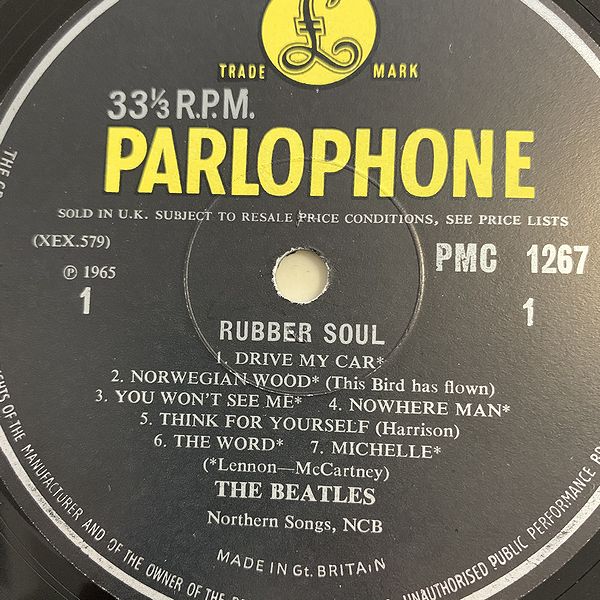 TRADE MARK
33⅓ R.P.M.
PARLOPHONE
SOLD IN U.K. SUBJECT TO RESALE PRICE CONDITIONS, SEE PRICE LISTS
(XEX.579) PMC 1267
℗ 1965
1 1
RUBBER SOUL
1. DRIVE MY CAR*
2. NORWEGIAN WOOD* (This Bird has flown)
3. YOU WON'T SEE ME* 4. NOWHERE MAN*
5. THINK FOR YOURSELF (Harrison)
6. THE WORD* 7. MICHELLE*
(*Lennon—McCartney)
THE BEATLES
Northern Songs, NCB
MADE IN Gt. BRITAIN
THE
OF THE MANUFACTURER AND OF THE OWNER OF THE
UNAUTHORISED PUBLIC PERFORMANCE